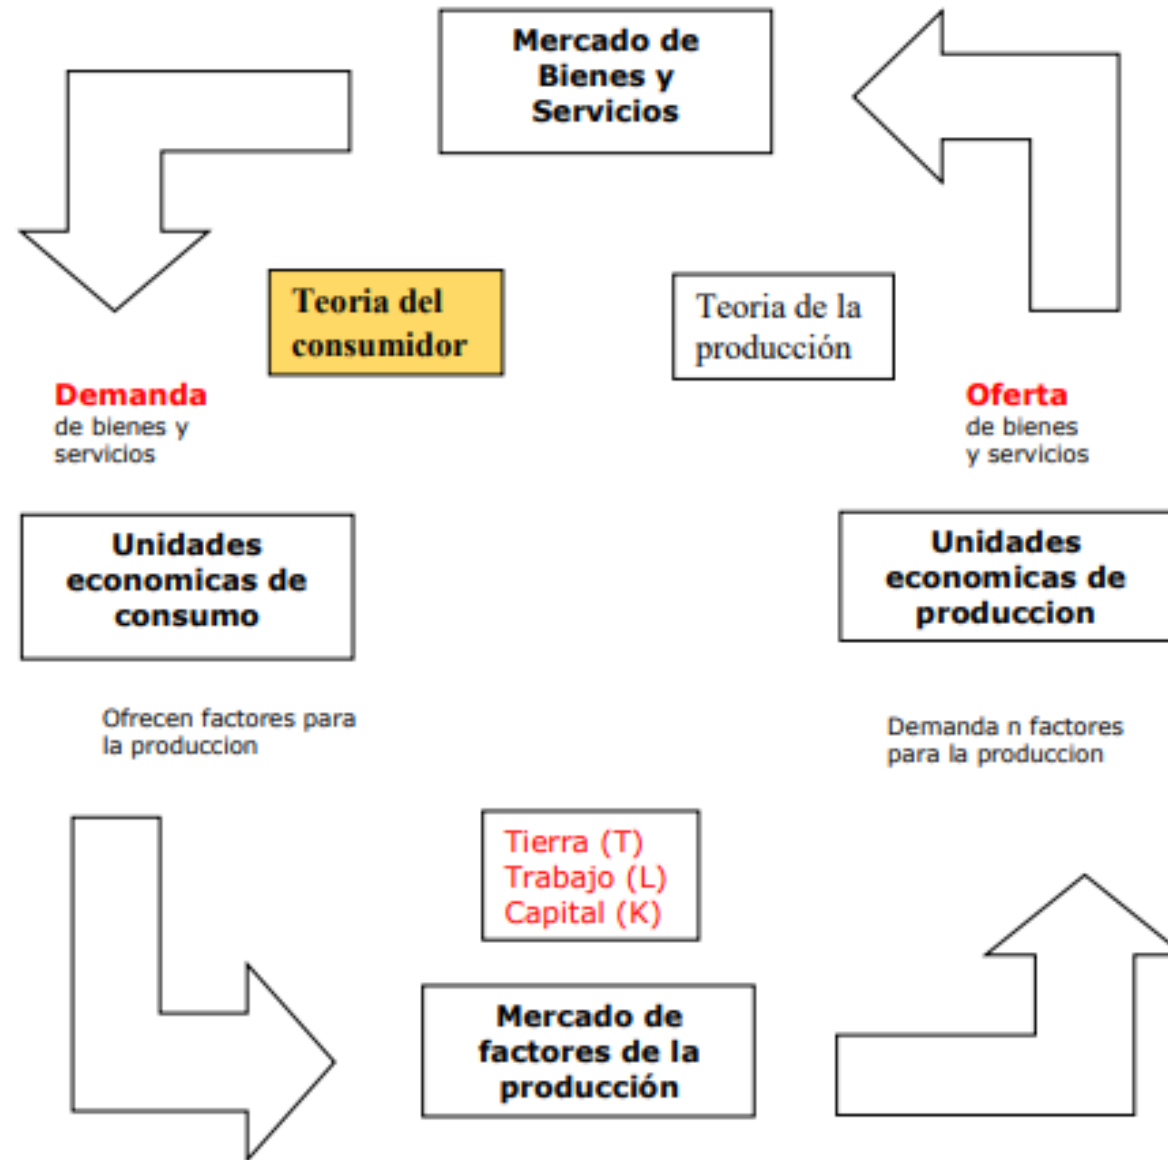 Mercado de
Bienes y
Servicios
Teoria del
consumidor
Teoria de la
producción
Demanda
de bienes y
servicios
Oferta
de bienes
y servicios
Unidades
economicas de
consumo
Unidades
economicas de
produccion
Ofrecen factores para
la produccion
Demanda n factores
para la produccion
Tierra (T)
Trabajo (L)
Capital (K)
Mercado de
factores de la
producción